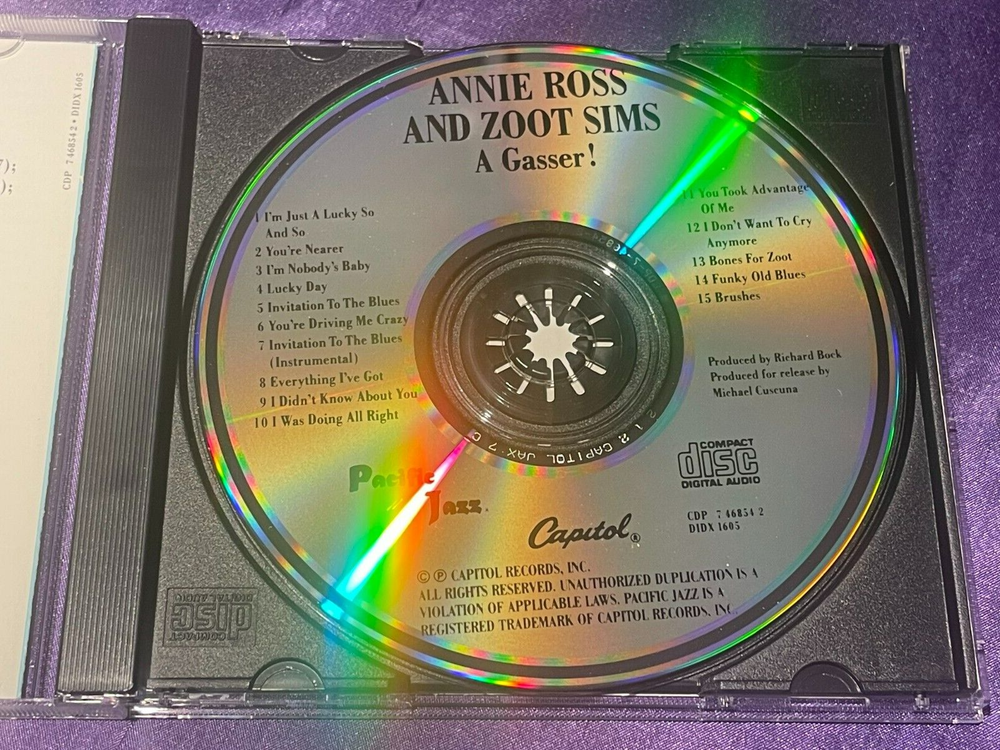 CDP 7 46854 2 • DIDX 1605
7);
);
ANNIE ROSS
AND ZOOT SIMS
A Gasser!
1 I'm Just A Lucky So
And So
2 You're Nearer
3 I'm Nobody's Baby
4 Lucky Day
5 Invitation To The Blues
6 You're Driving Me Crazy
7 Invitation To The Blues
(Instrumental)
8 Everything I've Got
9 I Didn't Know About You
10 I Was Doing All Right
11 You Took Advantage
Of Me
12 I Don't Want To Cry
Anymore
13 Bones For Zoot
14 Funky Old Blues
15 Brushes
Produced by Richard Bock
Produced for release by
Michael Cuscuna
CAPITOL JAX
Pacific
Jazz.
COMPACT
disc
DIGITAL AUDIO
Capitol®
CDP 7 46854 2
DIDX 1605
© ℗ CAPITOL RECORDS, INC.
ALL RIGHTS RESERVED. UNAUTHORIZED DUPLICATION IS A
VIOLATION OF APPLICABLE LAWS. PACIFIC JAZZ IS A
REGISTERED TRADEMARK OF CAPITOL RECORDS, INC.
COMPACT
disc
DIGITAL AUDIO